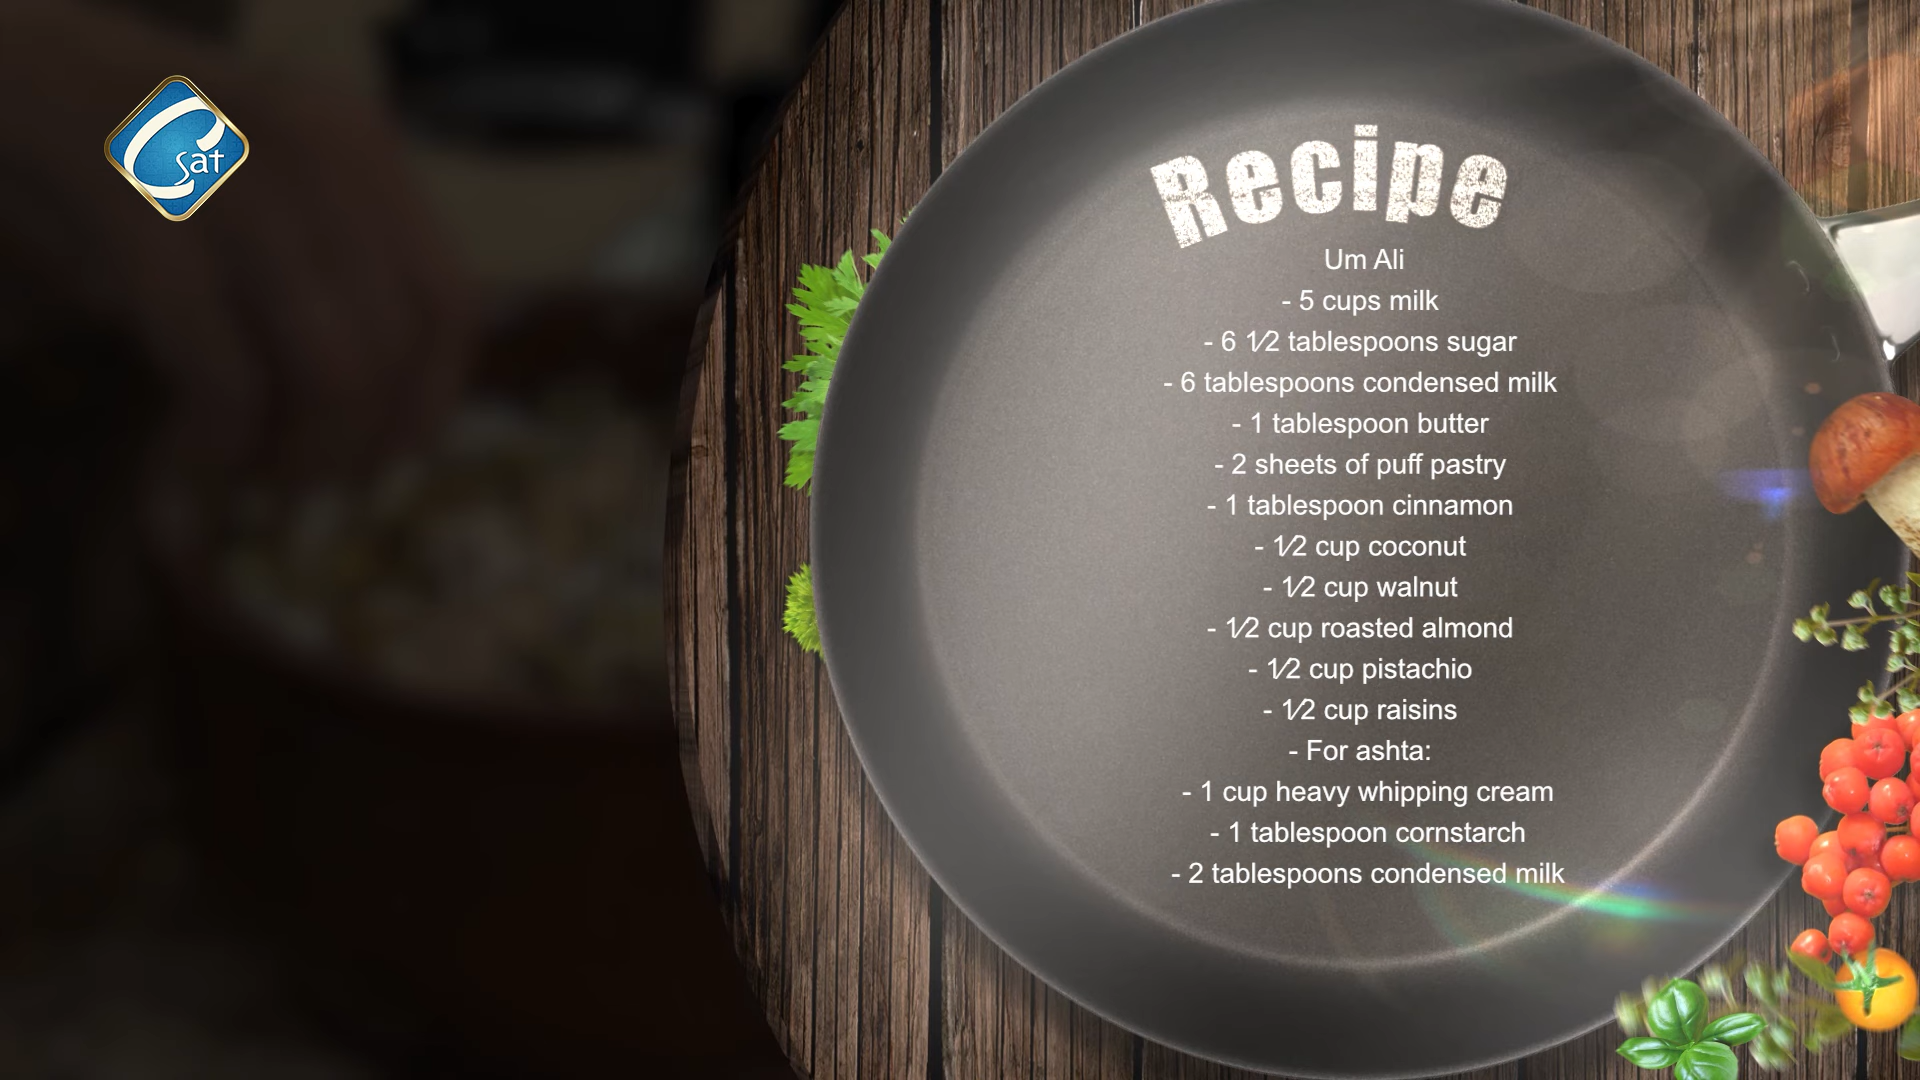 C sat
Recipe
Um Ali
- 5 cups milk
- 6 1⁄2 tablespoons sugar
- 6 tablespoons condensed milk
- 1 tablespoon butter
- 2 sheets of puff pastry
- 1 tablespoon cinnamon
- 1⁄2 cup coconut
- 1⁄2 cup walnut
- 1⁄2 cup roasted almond
- 1⁄2 cup pistachio
- 1⁄2 cup raisins
- For ashta:
- 1 cup heavy whipping cream
- 1 tablespoon cornstarch
- 2 tablespoons condensed milk